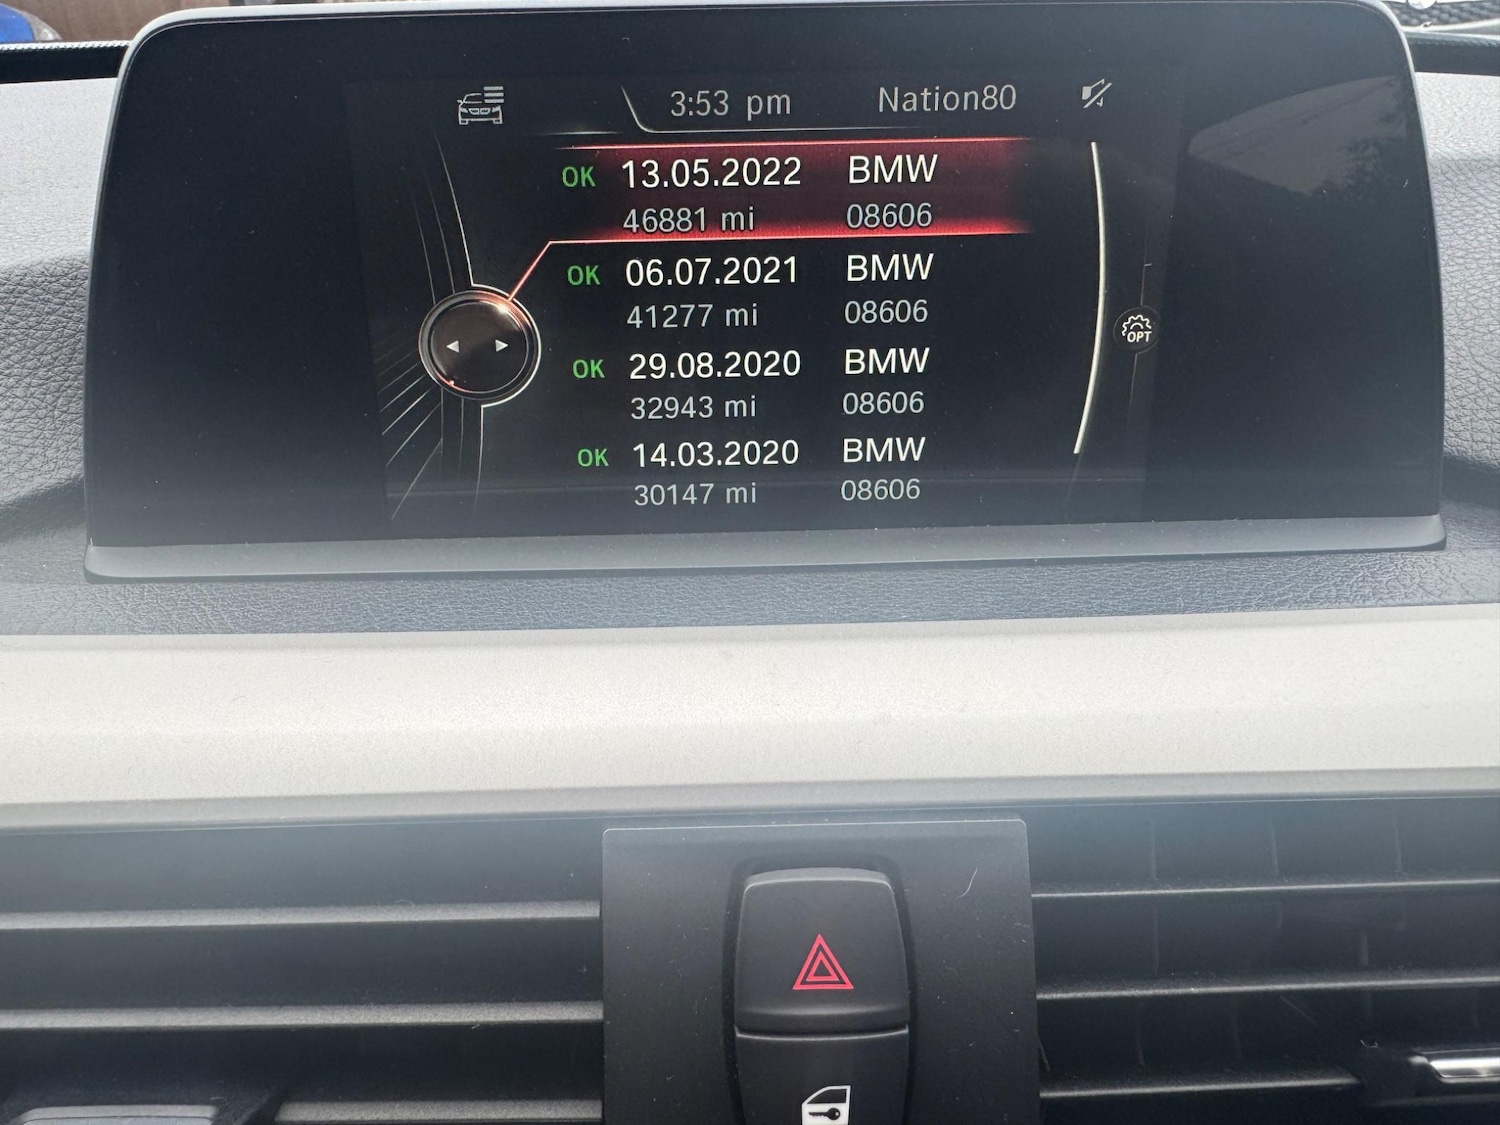 3:53 pm Nation80
OK 13.05.2022 BMW
46881 mi 08606
OK 06.07.2021 BMW
41277 mi 08606
OK 29.08.2020 BMW
32943 mi 08606
OK 14.03.2020 BMW
30147 mi 08606
OPT